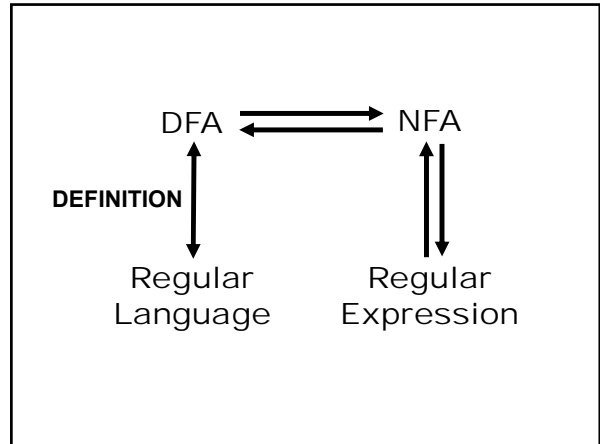 DFA NFA
DEFINITION
Regular Regular
Language Expression